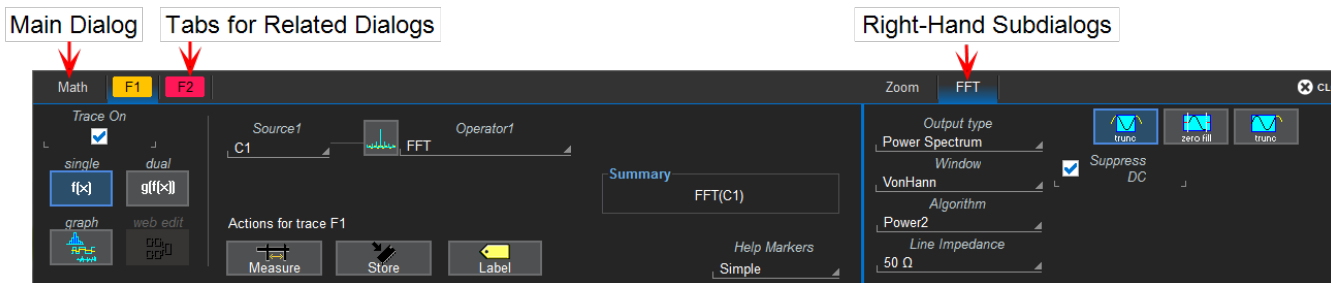 Main Dialog Tabs for Related Dialogs Right-Hand Subdialogs
Math F1 F2 Zoom FFT CL
Trace On
single dual
f(x) g(f(x))
graph web edit
Source1 Operator1
C1 FFT
Summary
FFT(C1)
Actions for trace F1
Measure Store Label
Help Markers
Simple
Output type
Power Spectrum
Window
VonHann
Algorithm
Power2
Line Impedance
50 Ω
trunc zero fill trunc
Suppress
DC